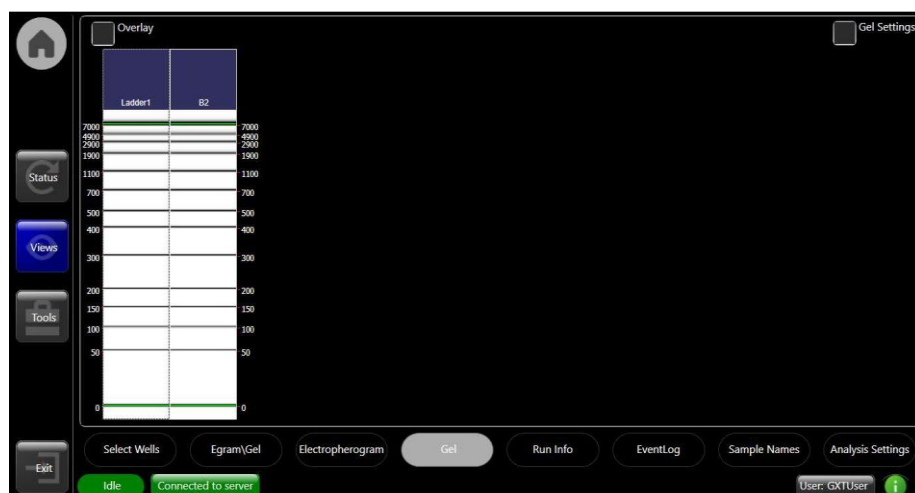 Overlay
Gel Settings
Ladder1 B2
7000 7000
4900 4900
2900 2900
1900 1900
1100 1100
700 700
500 500
400 400
300 300
200 200
150 150
100 100
50 50
0 0
Status
Views
Tools
Exit
Select Wells Egram\Gel Electropherogram Gel Run Info EventLog Sample Names Analysis Settings
Idle Connected to server User: GXTUser i